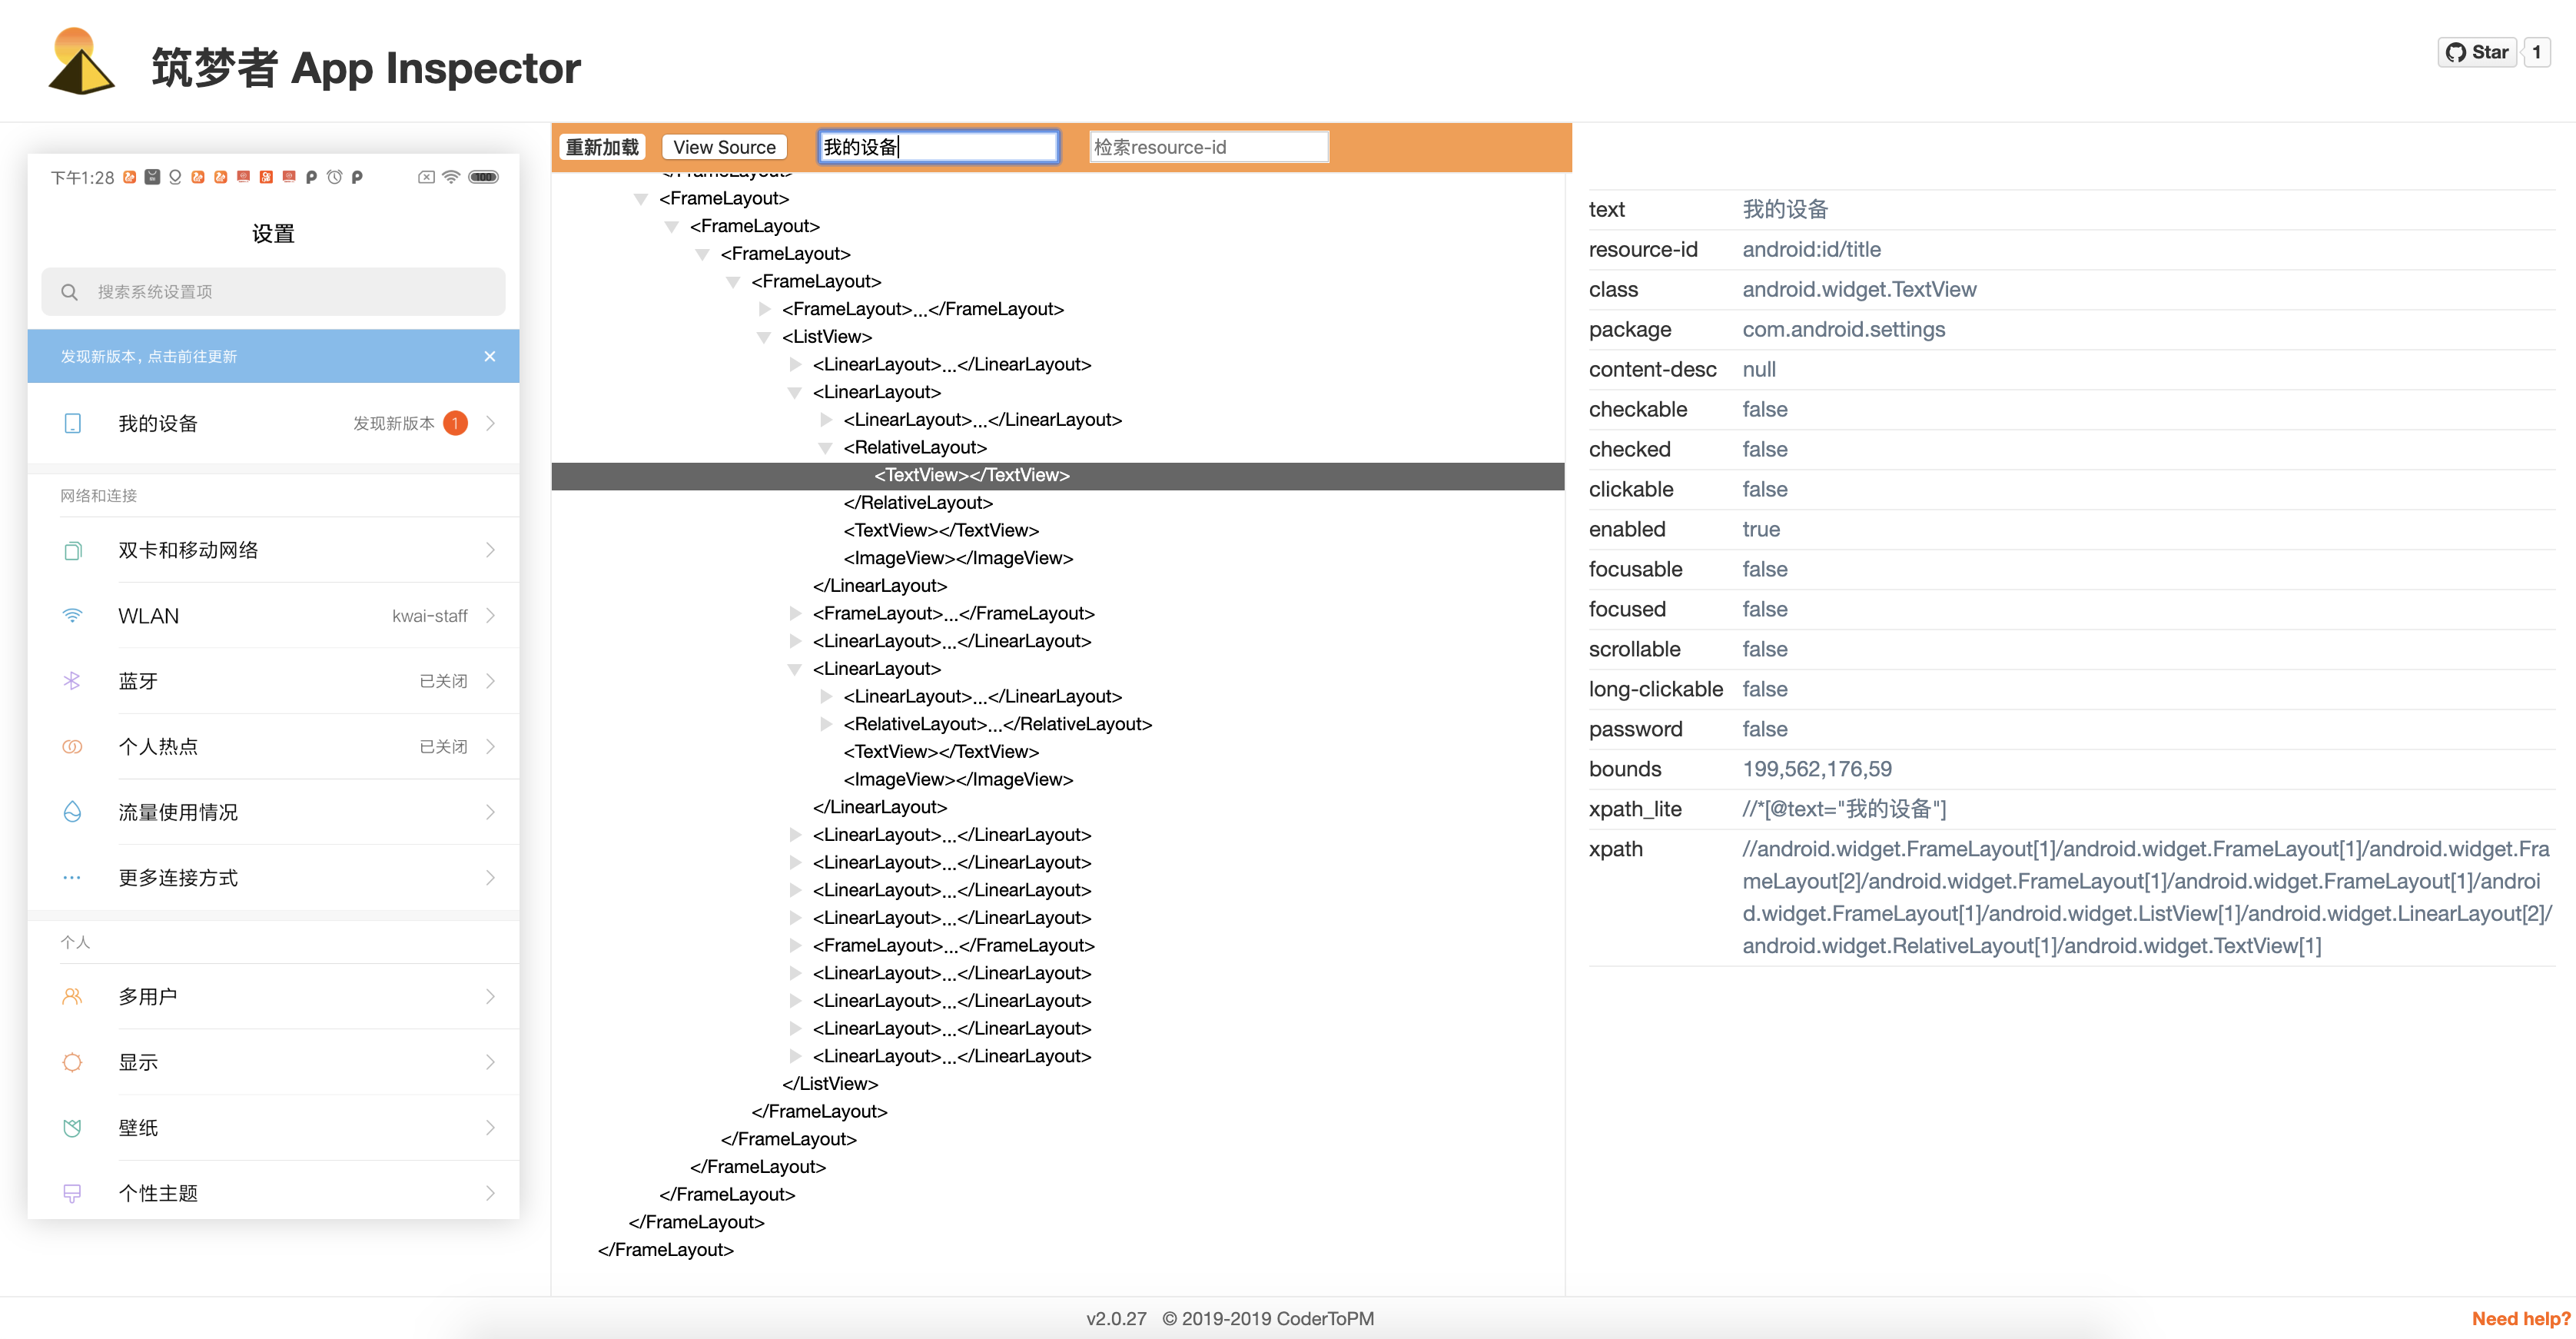 筑梦者 App Inspector
Star 1
下午1:28
100
设置
搜索系统设置项
发现新版本，点击前往更新
我的设备 发现新版本 1
网络和连接
双卡和移动网络
WLAN kwai-staff
蓝牙 已关闭
个人热点 已关闭
流量使用情况
更多连接方式
个人
多用户
显示
壁纸
个性主题
重新加载 View Source 我的设备 检索resource-id
</FrameLayout>
<FrameLayout>
<FrameLayout>
<FrameLayout>
<FrameLayout>
<FrameLayout>...</FrameLayout>
<ListView>
<LinearLayout>...</LinearLayout>
<LinearLayout>
<LinearLayout>...</LinearLayout>
<RelativeLayout>
<TextView></TextView>
</RelativeLayout>
<TextView></TextView>
<ImageView></ImageView>
</LinearLayout>
<FrameLayout>...</FrameLayout>
<LinearLayout>...</LinearLayout>
<LinearLayout>
<LinearLayout>...</LinearLayout>
<RelativeLayout>...</RelativeLayout>
<TextView></TextView>
<ImageView></ImageView>
</LinearLayout>
<LinearLayout>...</LinearLayout>
<LinearLayout>...</LinearLayout>
<LinearLayout>...</LinearLayout>
<LinearLayout>...</LinearLayout>
<FrameLayout>...</FrameLayout>
<LinearLayout>...</LinearLayout>
<LinearLayout>...</LinearLayout>
<LinearLayout>...</LinearLayout>
<LinearLayout>...</LinearLayout>
</ListView>
</FrameLayout>
</FrameLayout>
</FrameLayout>
</FrameLayout>
</FrameLayout>
</FrameLayout>
text 我的设备
resource-id android:id/title
class android.widget.TextView
package com.android.settings
content-desc null
checkable false
checked false
clickable false
enabled true
focusable false
focused false
scrollable false
long-clickable false
password false
bounds 199,562,176,59
xpath_lite //*[@text="我的设备"]
xpath //android.widget.FrameLayout[1]/android.widget.FrameLayout[1]/android.widget.Fra
meLayout[2]/android.widget.FrameLayout[1]/android.widget.FrameLayout[1]/androi
d.widget.FrameLayout[1]/android.widget.ListView[1]/android.widget.LinearLayout[2]/
android.widget.RelativeLayout[1]/android.widget.TextView[1]
v2.0.27 © 2019-2019 CoderToPM
Need help?